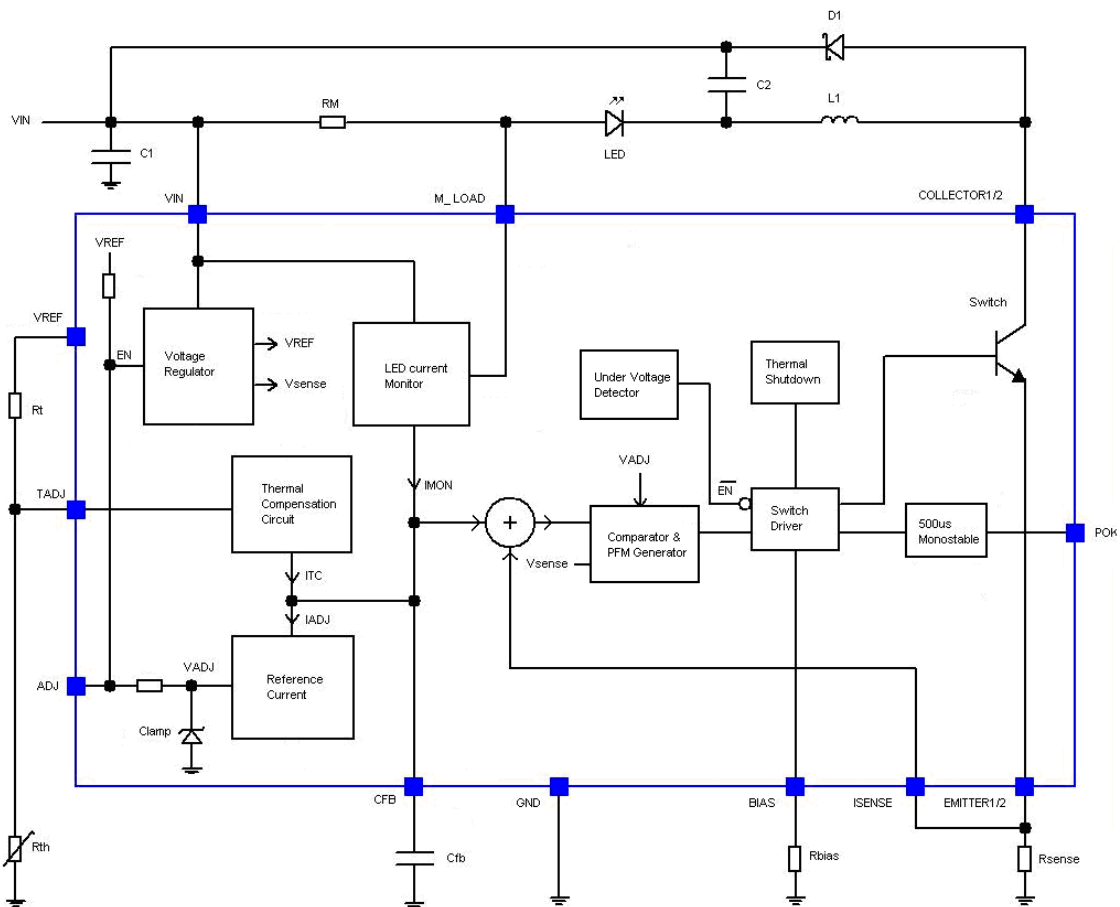 D1
C2
RM
L1
VIN
LED
C1
VIN
M_LOAD
COLLECTOR1/2
VREF
Switch
VREF
EN
Voltage
Regulator
VREF
Vsense
LED current
Monitor
Under Voltage
Detector
Thermal
Shutdown
Rt
TADJ
Thermal
Compensation
Circuit
IMON
VADJ
EN
+
Comparator &
PFM Generator
Switch
Driver
500us
Monostable
POK
Vsense
ITC
IADJ
ADJ
VADJ
Reference
Current
Clamp
CFB
GND
BIAS
ISENSE
EMITTER1/2
Rth
Cfb
Rbias
Rsense